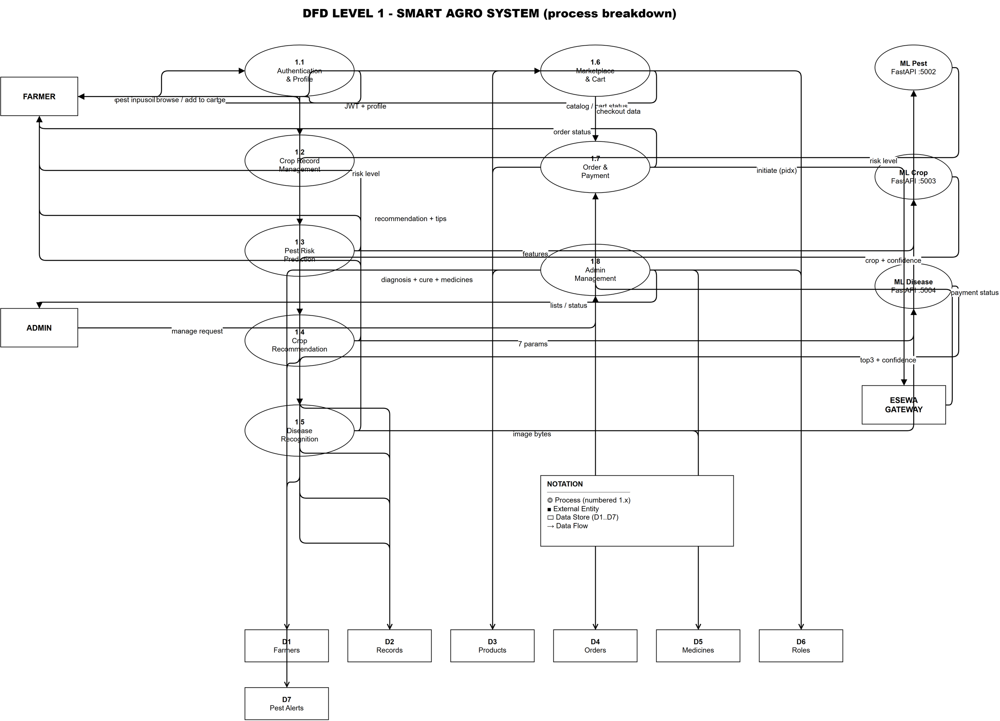 DFD LEVEL 1 - SMART AGRO SYSTEM (process breakdown)
1.1
Authentication
& Profile
1.6
Marketplace
& Cart
ML Pest
FastAPI :5002
FARMER
browse / add to cart
JWT + profile
catalog / cart status
checkout data
order status
1.2
Crop Record
Management
risk level
1.7
Order &
Payment
initiate (pidx)
risk level
ML Crop
FastAPI :5003
recommendation + tips
1.3
Pest Risk
Prediction
features
crop + confidence
1.8
Admin
Management
diagnosis + cure + medicines
ML Disease
FastAPI :5004
payment status
lists / status
ADMIN
manage request
1.4
Crop
Recommendation
7 params
top3 + confidence
ESEWA
GATEWAY
1.5
Disease
Recognition
image bytes
NOTATION
◎ Process (numbered 1.x)
■ External Entity
▭ Data Store (D1..D7)
→ Data Flow
D1
Farmers
D2
Records
D3
Products
D4
Orders
D5
Medicines
D6
Roles
D7
Pest Alerts